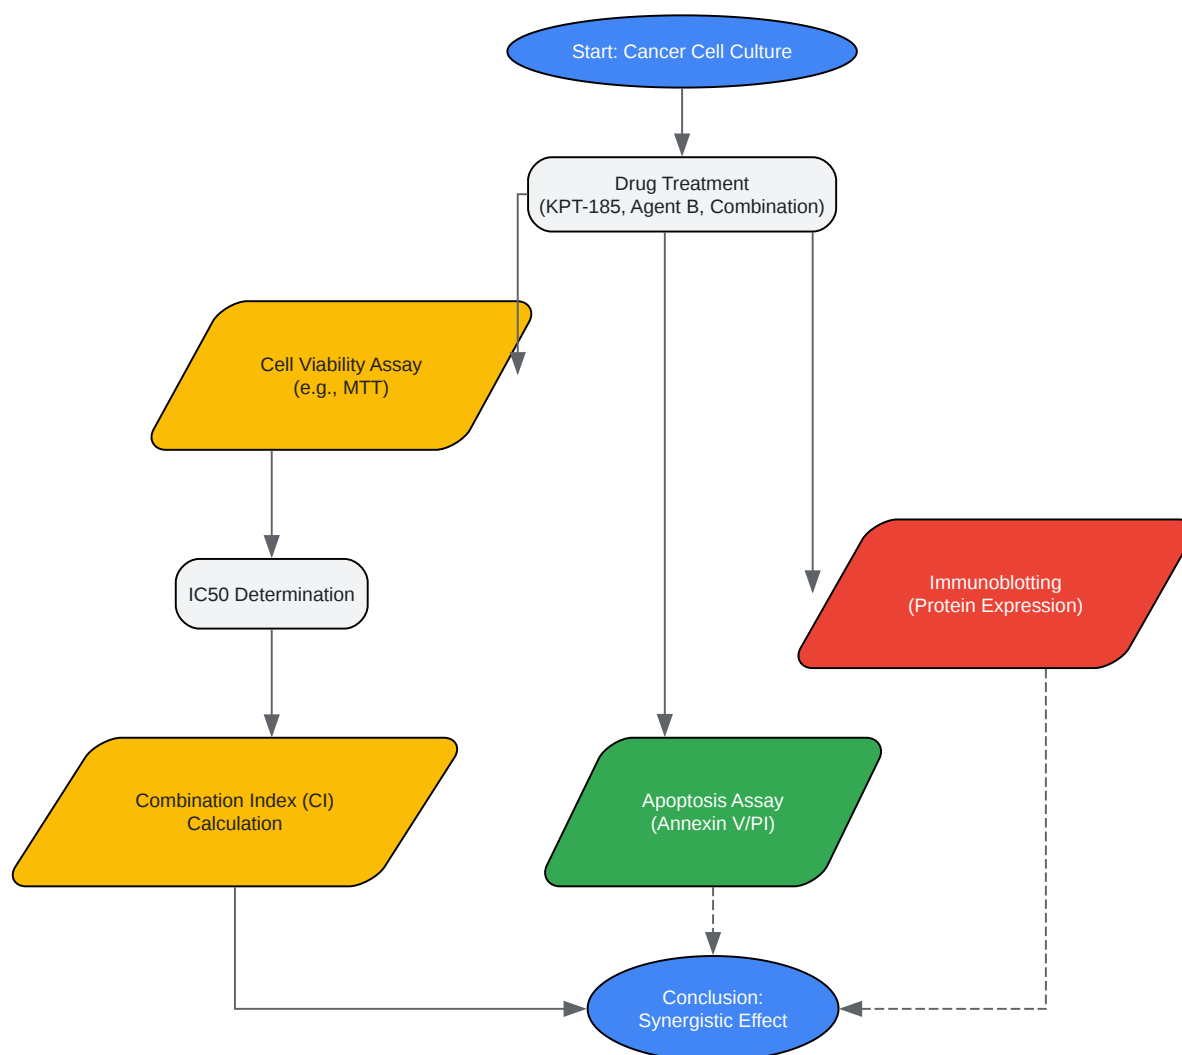 Start: Cancer Cell Culture
Drug Treatment
(KPT-185, Agent B, Combination)
Cell Viability Assay
(e.g., MTT)
IC50 Determination
Immunoblotting
(Protein Expression)
Combination Index (CI)
Calculation
Apoptosis Assay
(Annexin V/PI)
Conclusion:
Synergistic Effect